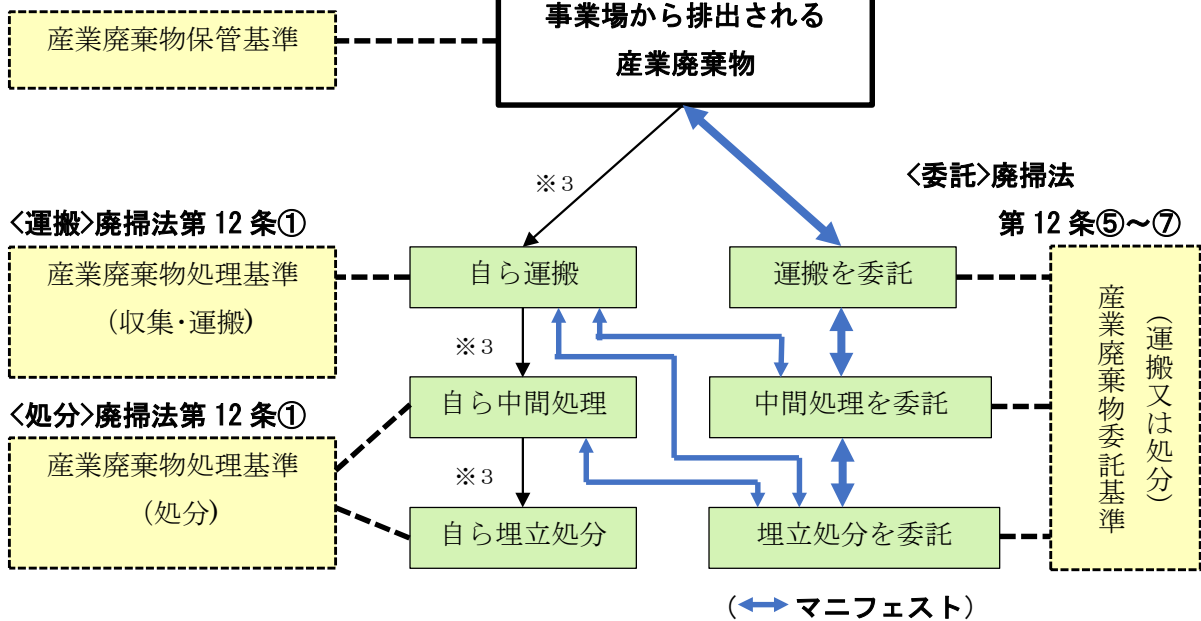 事業場から排出される
産業廃棄物
産業廃棄物保管基準
※3
<委託>廃掃法
第12条⑤~⑦
<運搬>廃掃法第12条①
産業廃棄物処理基準
(収集・運搬)
自ら運搬
運搬を委託
※3
<処分>廃掃法第12条①
産業廃棄物処理基準
(処分)
自ら中間処理
中間処理を委託
※3
自ら埋立処分
埋立処分を委託
(運搬又は処分)
産業廃棄物委託基準
(マニフェスト)